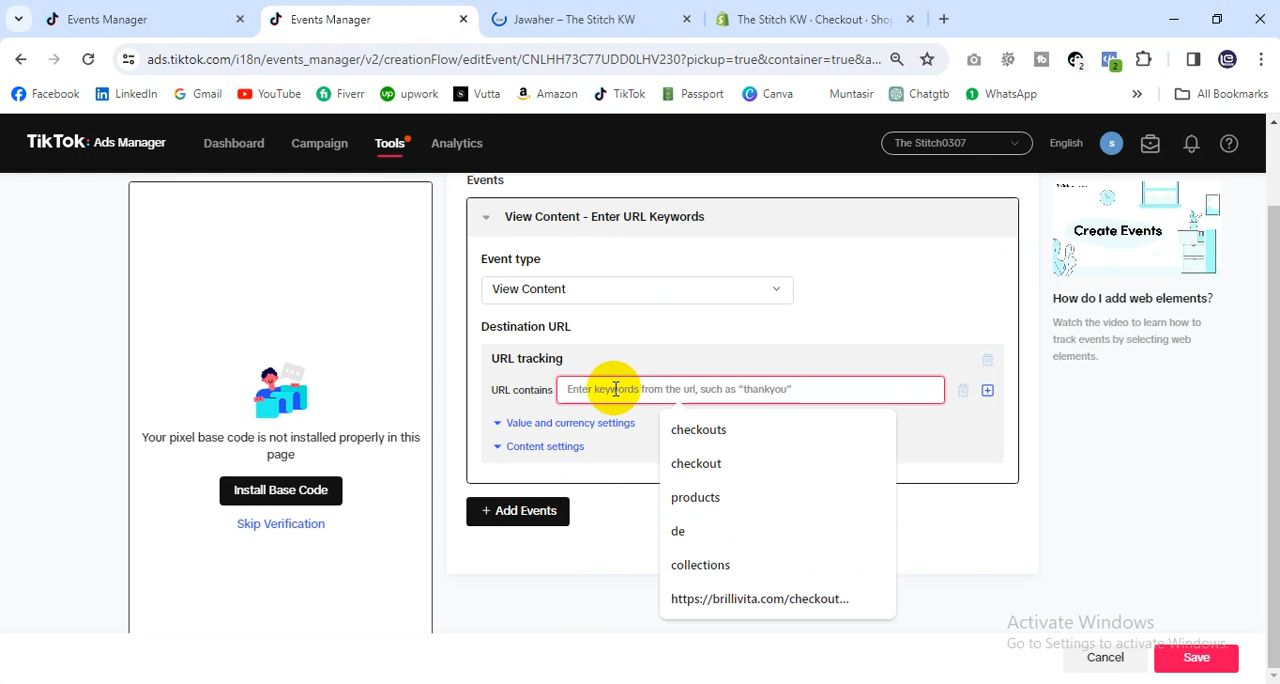 Events Manager
Events Manager
Jawaher – The Stitch KW
The Stitch KW · Checkout · Sho
ads.tiktok.com/i18n/events_manager/v2/creationFlow/editEvent/CNLHH73C77UDD0LHV230?pickup=true&container=true&a...
2
2
Facebook
LinkedIn
Gmail
YouTube
Fiverr
upwork
Vutta
Amazon
TikTok
Passport
Canva
Muntasir
Chatgtb
WhatsApp
All Bookmarks
TikTok: Ads Manager
Dashboard
Campaign
Tools
Analytics
The Stitch0307
English
S
Events
View Content - Enter URL Keywords
Event type
View Content
Destination URL
URL tracking
URL contains
Enter keywords from the url, such as "thankyou"
Value and currency settings
Content settings
checkouts
checkout
products
de
collections
https://brillivita.com/checkout...
+ Add Events
Your pixel base code is not installed properly in this
page
Install Base Code
Skip Verification
Create Events
How do I add web elements?
Watch the video to learn how to
track events by selecting web
elements.
Activate Windows
Go to Settings to activate Windows.
Cancel
Save